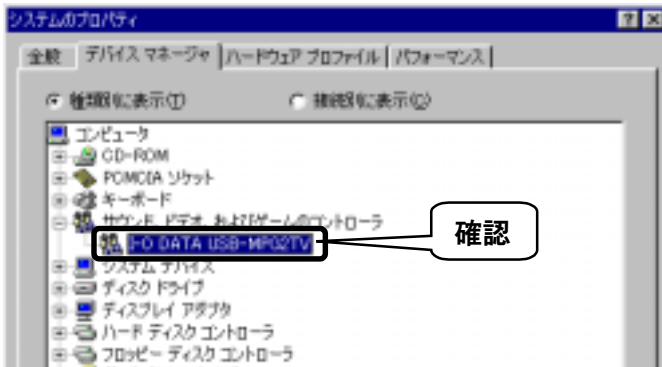 システムのプロパティ
全般 デバイス マネージャ ハードウェア プロファイル パフォーマンス
種類別に表示(T) 接続別に表示(C)
コンピュータ
CD-ROM
PCMCIA ソケット
キーボード
サウンド、ビデオ、およびゲームのコントローラ
I-O DATA USB-MPG2TV
確認
システム デバイス
ディスク ドライブ
ディスプレイ アダプタ
ハード ディスク コントローラ
フロッピー ディスク コントローラ